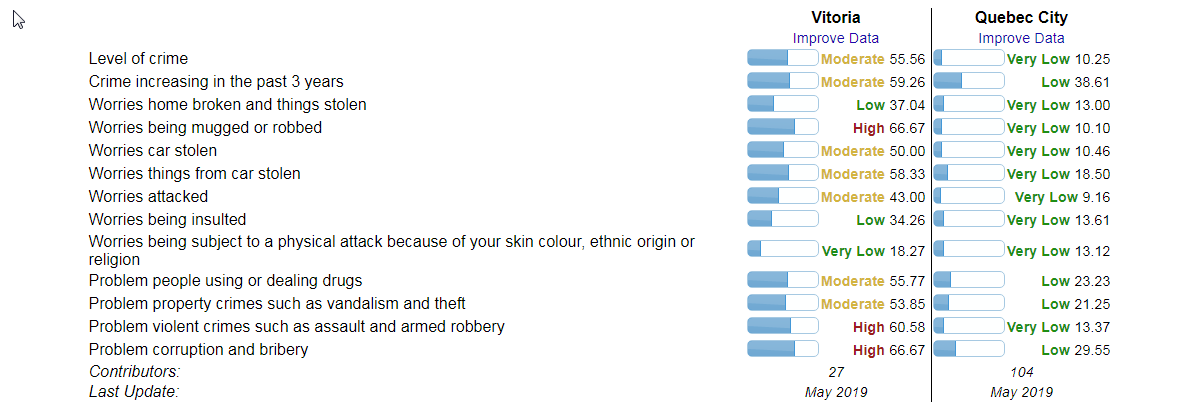 Vitoria Quebec City
Improve Data Improve Data
Level of crime Moderate 55.56 Very Low 10.25
Crime increasing in the past 3 years Moderate 59.26 Low 38.61
Worries home broken and things stolen Low 37.04 Very Low 13.00
Worries being mugged or robbed High 66.67 Very Low 10.10
Worries car stolen Moderate 50.00 Very Low 10.46
Worries things from car stolen Moderate 58.33 Very Low 18.50
Worries attacked Moderate 43.00 Very Low 9.16
Worries being insulted Low 34.26 Very Low 13.61
Worries being subject to a physical attack because of your skin colour, ethnic origin or
religion Very Low 18.27 Very Low 13.12
Problem people using or dealing drugs Moderate 55.77 Low 23.23
Problem property crimes such as vandalism and theft Moderate 53.85 Low 21.25
Problem violent crimes such as assault and armed robbery High 60.58 Very Low 13.37
Problem corruption and bribery High 66.67 Low 29.55
Contributors: 27 104
Last Update: May 2019 May 2019